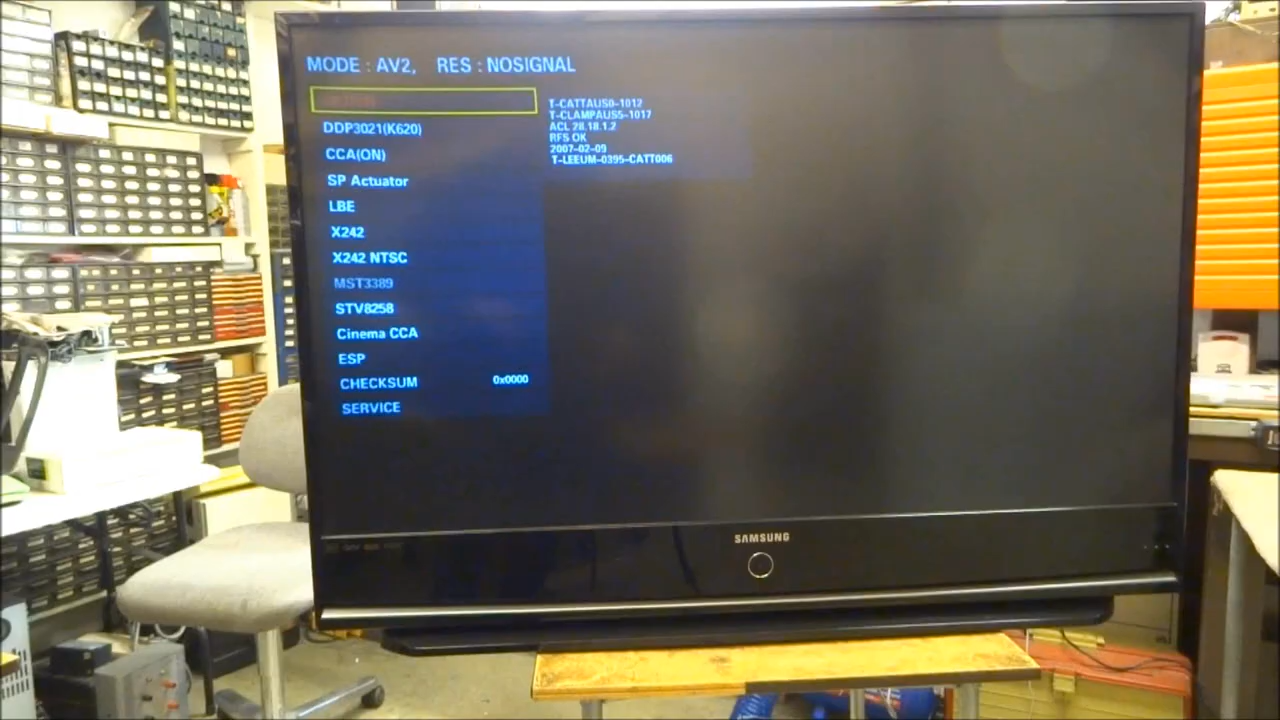 MODE : AV2, RES : NOSIGNAL
T-CATTAUS0-1012
DDP3021(K620)
T-CLAMPAUS5-1017
ACL 28.18.1.2
RFS OK
2007-02-09
T-LEEUM-0395-CATT006
CCA(ON)
SP Actuator
LBE
X242
X242 NTSC
MST3389
STV8258
Cinema CCA
ESP
CHECKSUM 0x0000
SERVICE
SAMSUNG